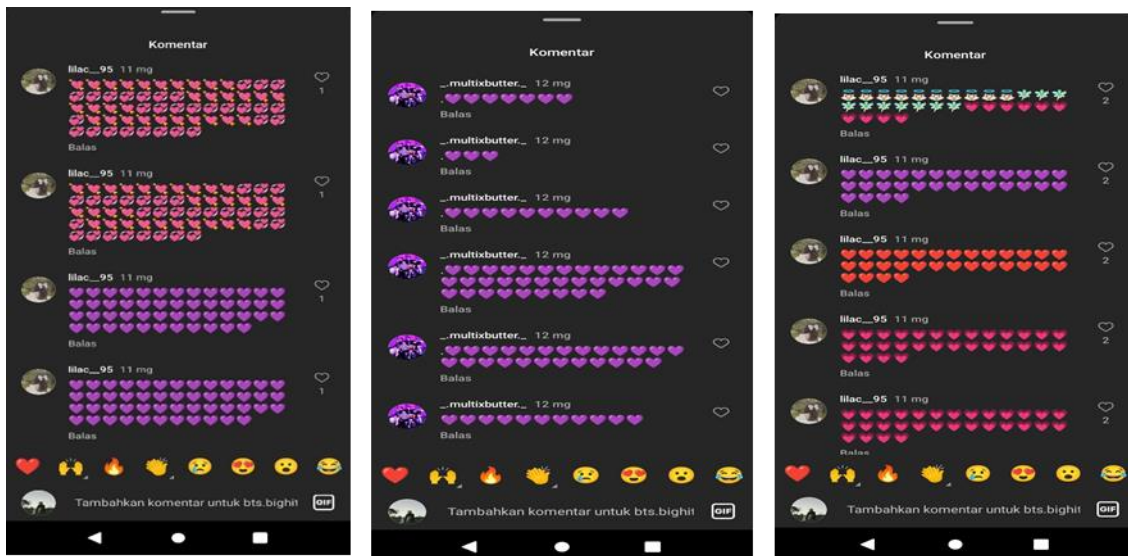 Komentar
lilac__95 11 mg
1
Balas
lilac__95 11 mg
1
Balas
lilac__95 11 mg
1
Balas
lilac__95 11 mg
1
Balas
Tambahkan komentar untuk bts.bighit
GIF
Komentar
_.multixbutter._ 12 mg
.
Balas
_.multixbutter._ 12 mg
.
Balas
_.multixbutter._ 12 mg
.
Balas
_.multixbutter._ 12 mg
.
Balas
_.multixbutter._ 12 mg
.
Balas
_.multixbutter._ 12 mg
Balas
Tambahkan komentar untuk bts.bighit
GIF
Komentar
lilac__95 11 mg
2
Balas
lilac__95 11 mg
2
Balas
lilac__95 11 mg
2
Balas
lilac__95 11 mg
2
Balas
lilac__95 11 mg
2
Balas
Tambahkan komentar untuk bts.bighit
GIF